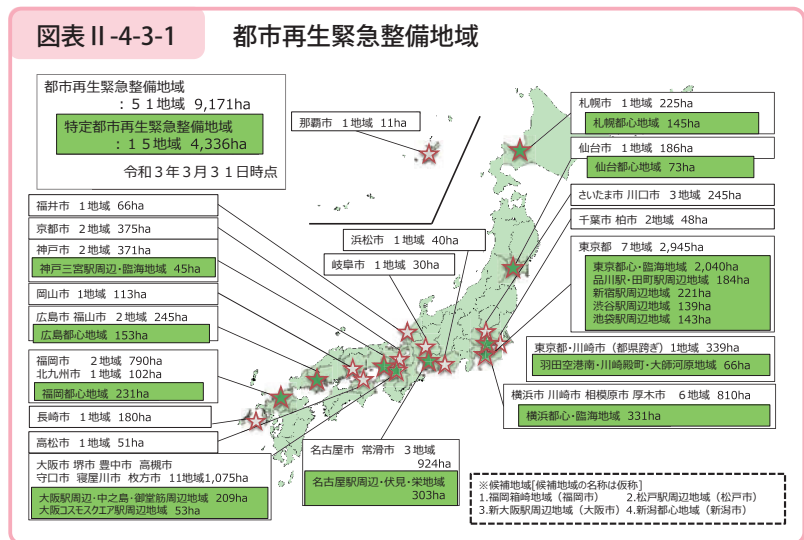 図表Ⅱ-4-3-1 都市再生緊急整備地域
都市再生緊急整備地域
：５１地域 9,171ha
特定都市再生緊急整備地域
：１５地域 4,336ha
令和３年３月３１日時点
那覇市 1地域 11ha
札幌市 1地域 225ha
札幌都心地域 145ha
仙台市 1地域 186ha
仙台都心地域 73ha
さいたま市 川口市 3地域 245ha
千葉市 柏市 2地域 48ha
東京都 7地域 2,945ha
東京都心・臨海地域 2,040ha
品川駅・田町駅周辺地域 184ha
新宿駅周辺地域 221ha
渋谷駅周辺地域 139ha
池袋駅周辺地域 143ha
東京都・川崎市（都県跨ぎ）1地域 339ha
羽田空港南・川崎殿町・大師河原地域 66ha
横浜市 川崎市 相模原市 厚木市 6地域 810ha
横浜都心・臨海地域 331ha
福井市 1地域 66ha
京都市 2地域 375ha
神戸市 2地域 371ha
神戸三宮駅周辺・臨海地域 45ha
岡山市 1地域 113ha
広島市 福山市 2地域 245ha
広島都心地域 153ha
福岡市 2地域 790ha
北九州市 1地域 102ha
福岡都心地域 231ha
長崎市 1地域 180ha
高松市 1地域 51ha
大阪市 堺市 豊中市 高槻市
守口市 寝屋川市 枚方市 11地域1,075ha
大阪駅周辺・中之島・御堂筋周辺地域 209ha
大阪コスモスクエア駅周辺地域 53ha
浜松市 1地域 40ha
岐阜市 1地域 30ha
名古屋市 常滑市 3地域
924ha
名古屋駅周辺・伏見・栄地域
303ha
※候補地域[候補地域の名称は仮称]
1.福岡箱崎地域（福岡市） 2.松戸駅周辺地域（松戸市）
3.新大阪駅周辺地域（大阪市）4.新潟都心地域（新潟市）